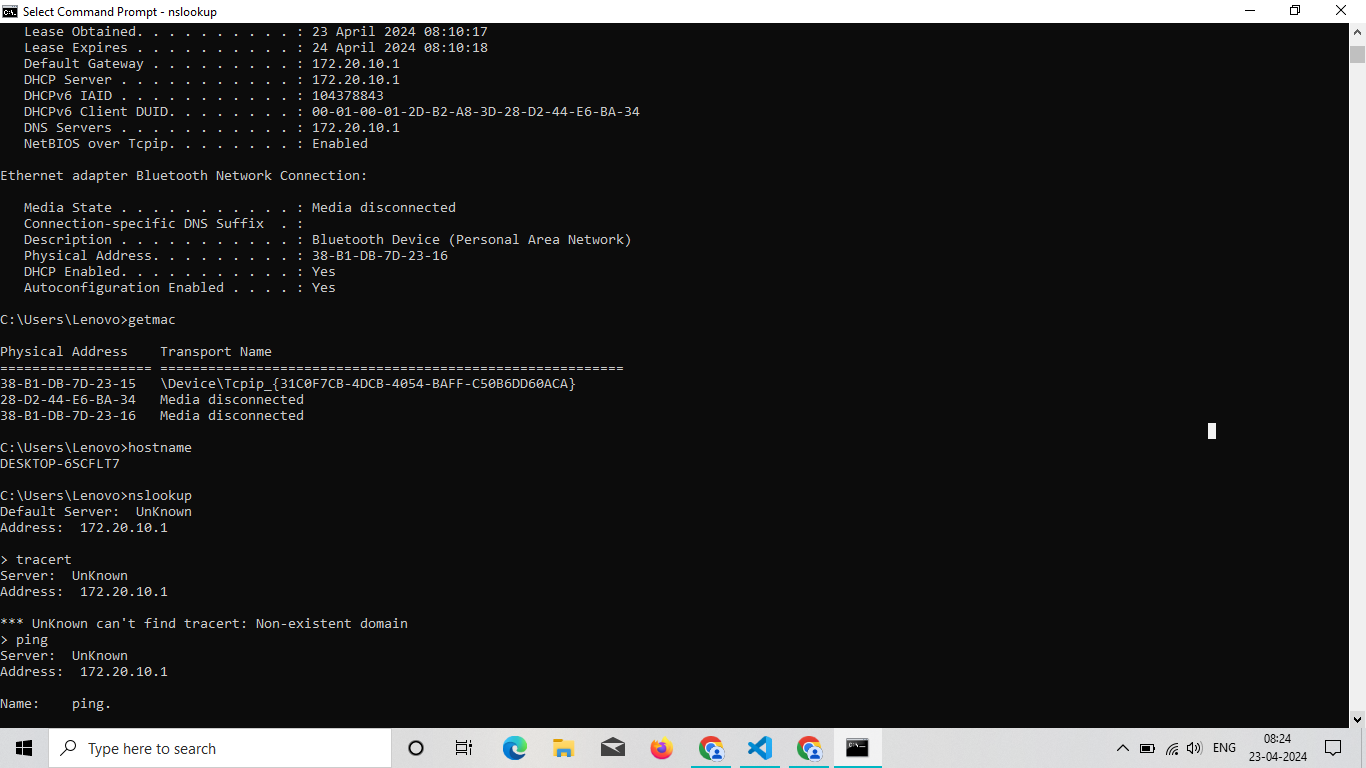 Select Command Prompt - nslookup
   Lease Obtained. . . . . . . . . . : 23 April 2024 08:10:17
   Lease Expires . . . . . . . . . . : 24 April 2024 08:10:18
   Default Gateway . . . . . . . . . : 172.20.10.1
   DHCP Server . . . . . . . . . . . : 172.20.10.1
   DHCPv6 IAID . . . . . . . . . . . : 104378843
   DHCPv6 Client DUID. . . . . . . . : 00-01-00-01-2D-B2-A8-3D-28-D2-44-E6-BA-34
   DNS Servers . . . . . . . . . . . : 172.20.10.1
   NetBIOS over Tcpip. . . . . . . . : Enabled
Ethernet adapter Bluetooth Network Connection:
   Media State . . . . . . . . . . . : Media disconnected
   Connection-specific DNS Suffix  . :
   Description . . . . . . . . . . . : Bluetooth Device (Personal Area Network)
   Physical Address. . . . . . . . . : 38-B1-DB-7D-23-16
   DHCP Enabled. . . . . . . . . . . : Yes
   Autoconfiguration Enabled . . . . : Yes
C:\Users\Lenovo>getmac
Physical Address    Transport Name
=================== ==========================================================
38-B1-DB-7D-23-15   \Device\Tcpip_{31C0F7CB-4DCB-4054-BAFF-C50B6DD60ACA}
28-D2-44-E6-BA-34   Media disconnected
38-B1-DB-7D-23-16   Media disconnected
C:\Users\Lenovo>hostname
DESKTOP-6SCFLT7
C:\Users\Lenovo>nslookup
Default Server:  UnKnown
Address:  172.20.10.1
> tracert
Server:  UnKnown
Address:  172.20.10.1
*** UnKnown can't find tracert: Non-existent domain
> ping
Server:  UnKnown
Address:  172.20.10.1
Name:    ping.
Type here to search
ENG
08:24
23-04-2024